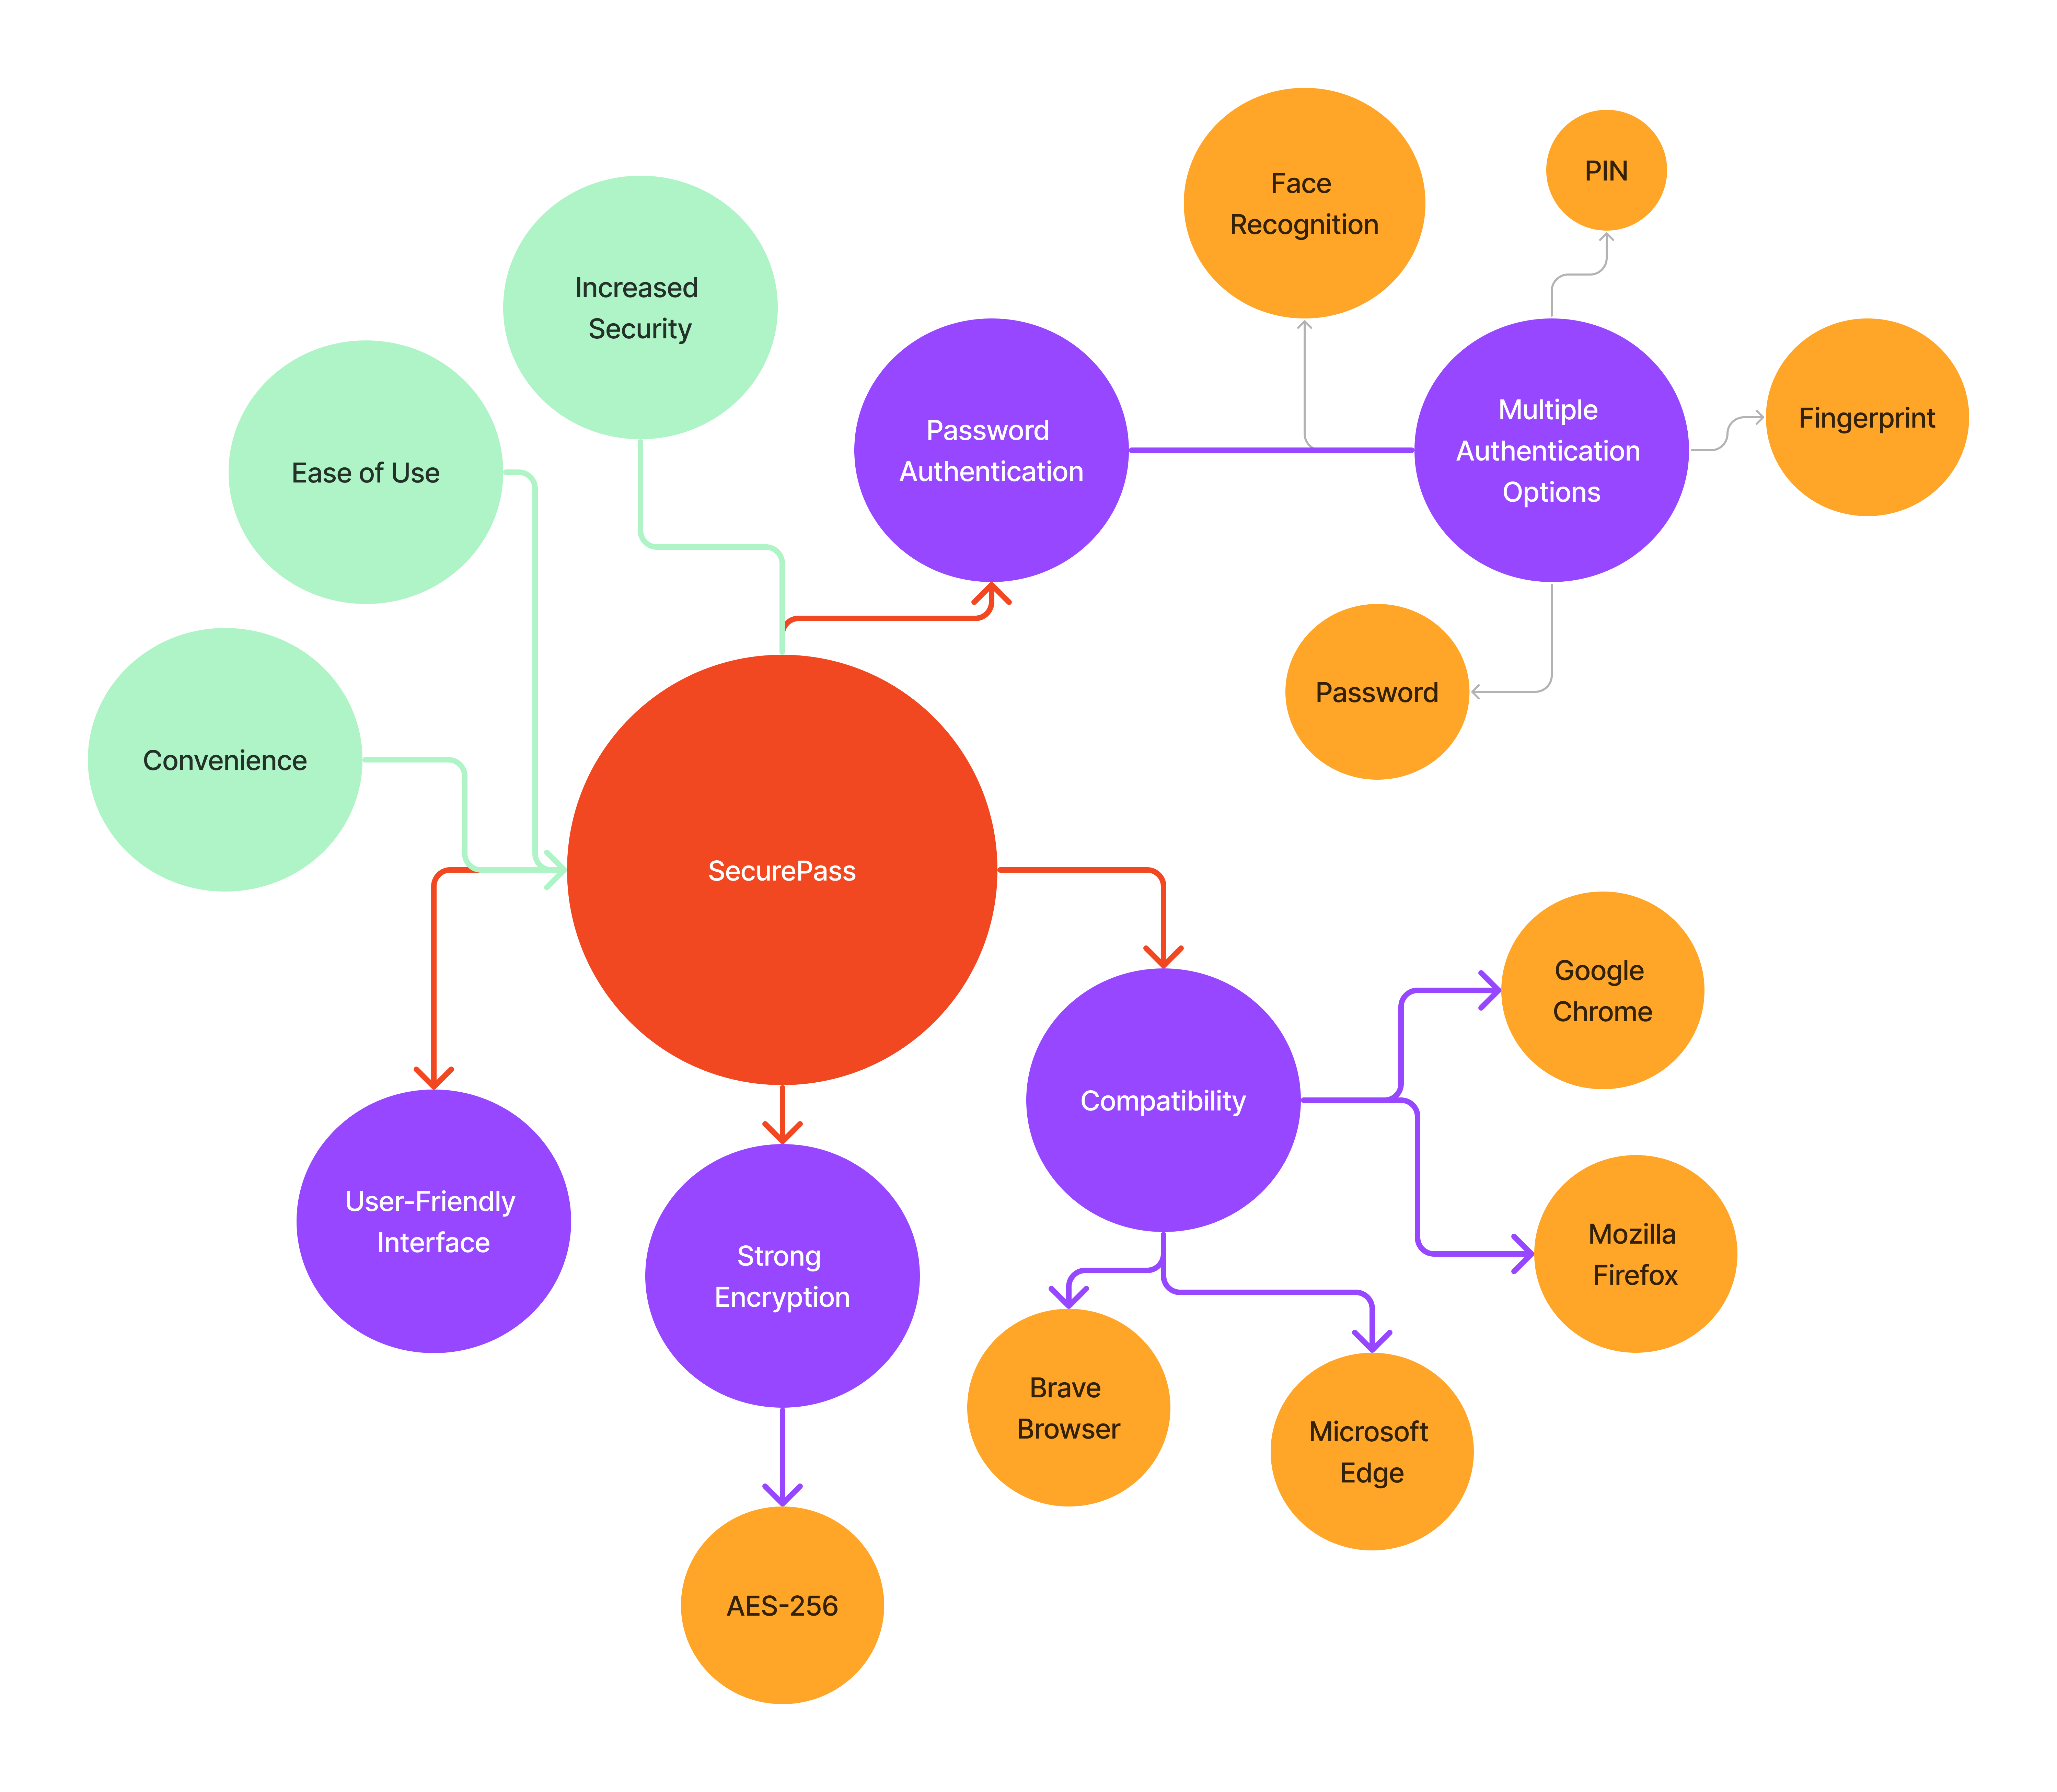 Face
Recognition
PIN
Increased
Security
Password
Authentication
Multiple
Authentication
Options
Fingerprint
Ease of Use
Password
Convenience
SecurePass
Google
Chrome
Compatibility
User-Friendly
Interface
Strong
Encryption
Mozilla
Firefox
Brave
Browser
Microsoft
Edge
AES-256